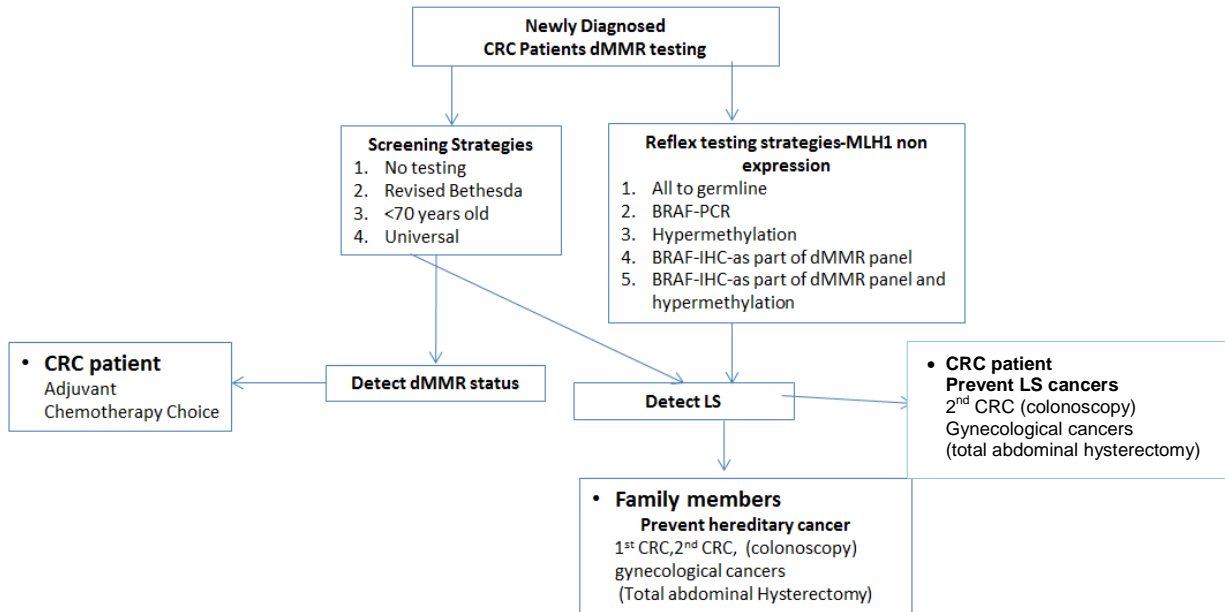 Newly Diagnosed
CRC Patients dMMR testing
Screening Strategies
1. No testing
2. Revised Bethesda
3. <70 years old
4. Universal
Reflex testing strategies-MLH1 non
expression
1. All to germline
2. BRAF-PCR
3. Hypermethylation
4. BRAF-IHC-as part of dMMR panel
5. BRAF-IHC-as part of dMMR panel and
hypermethylation
• CRC patient
Adjuvant
Chemotherapy Choice
Detect dMMR status
Detect LS
• CRC patient
Prevent LS cancers
2nd CRC (colonoscopy)
Gynecological cancers
(total abdominal hysterectomy)
• Family members
Prevent hereditary cancer
1st CRC,2nd CRC, (colonoscopy)
gynecological cancers
(Total abdominal Hysterectomy)